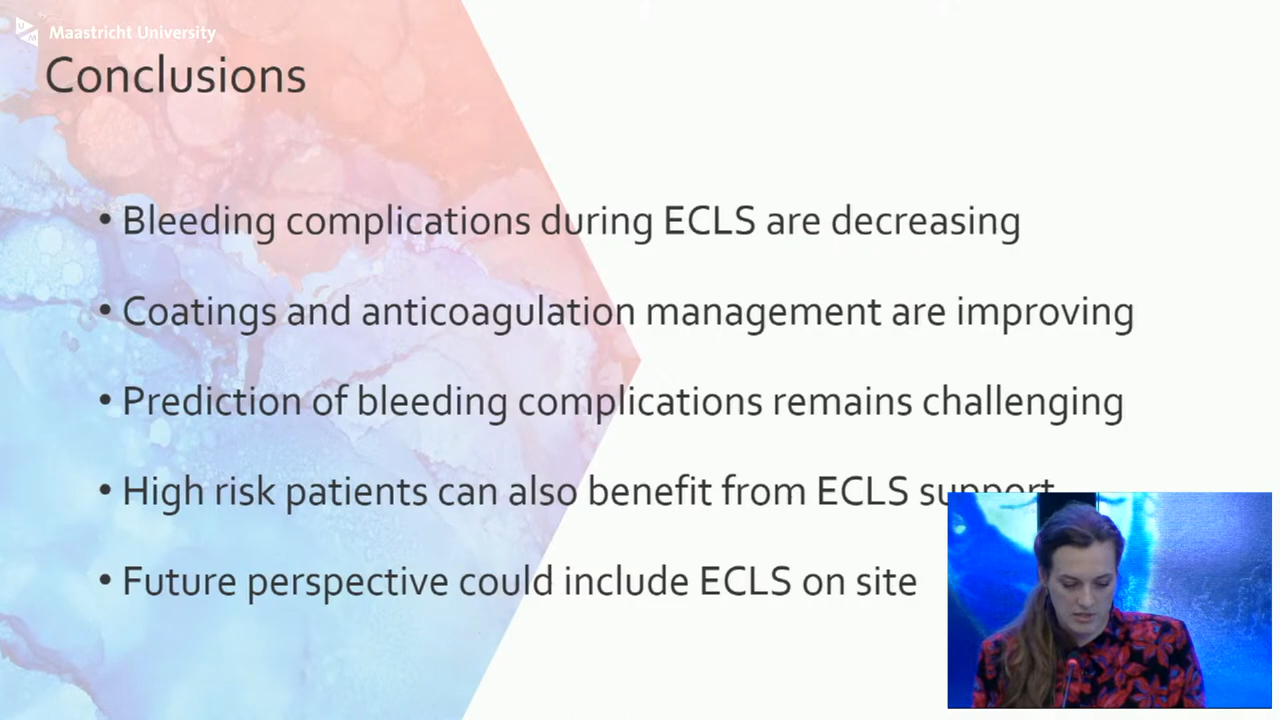 UM
Maastricht University
Conclusions
• Bleeding complications during ECLS are decreasing
• Coatings and anticoagulation management are improving
• Prediction of bleeding complications remains challenging
• High risk patients can also benefit from ECLS support
• Future perspective could include ECLS on site